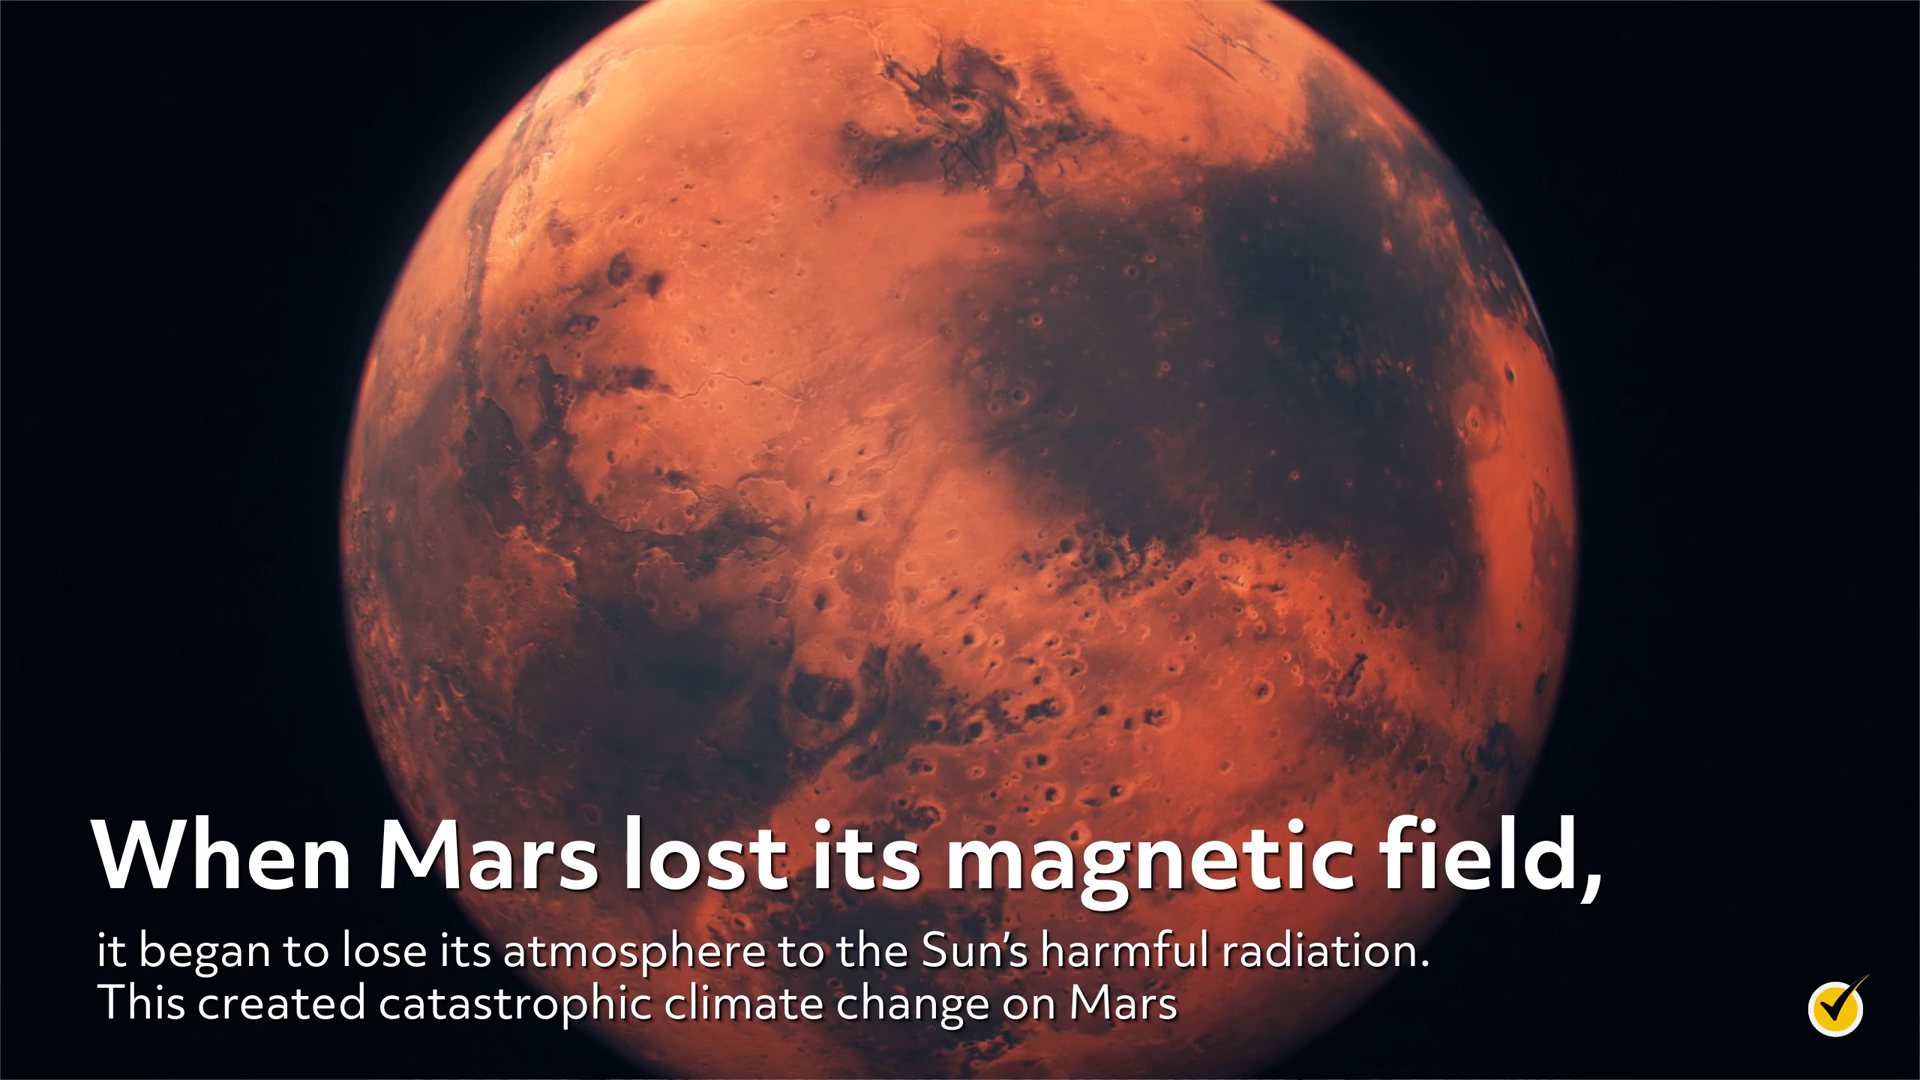 When Mars lost its magnetic field,
it began to lose its atmosphere to the Sun's harmful radiation.
This created catastrophic climate change on Mars